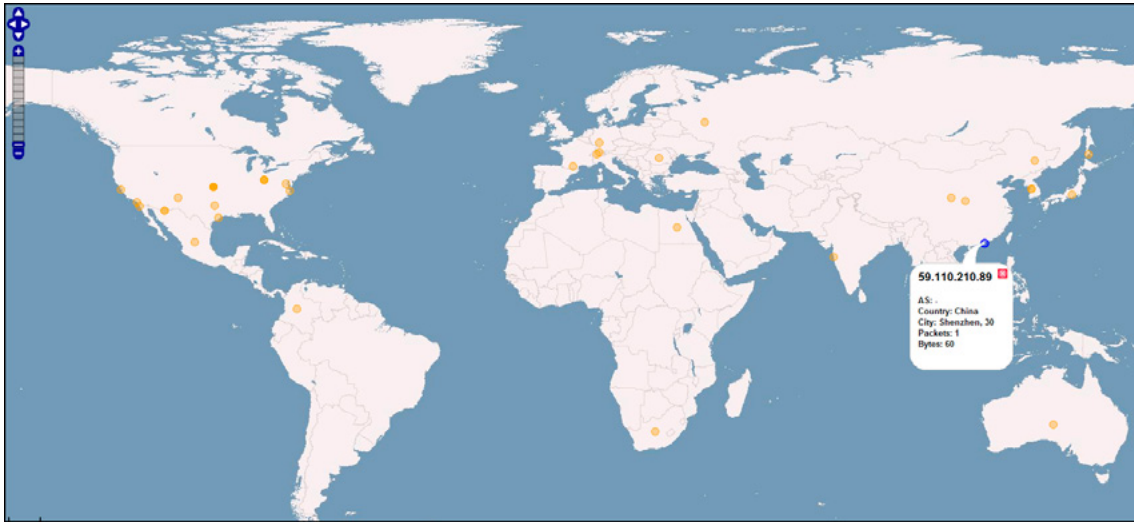 59.110.210.89
AS: -
Country: China
City: Shenzhen, 30
Packets: 1
Bytes: 60